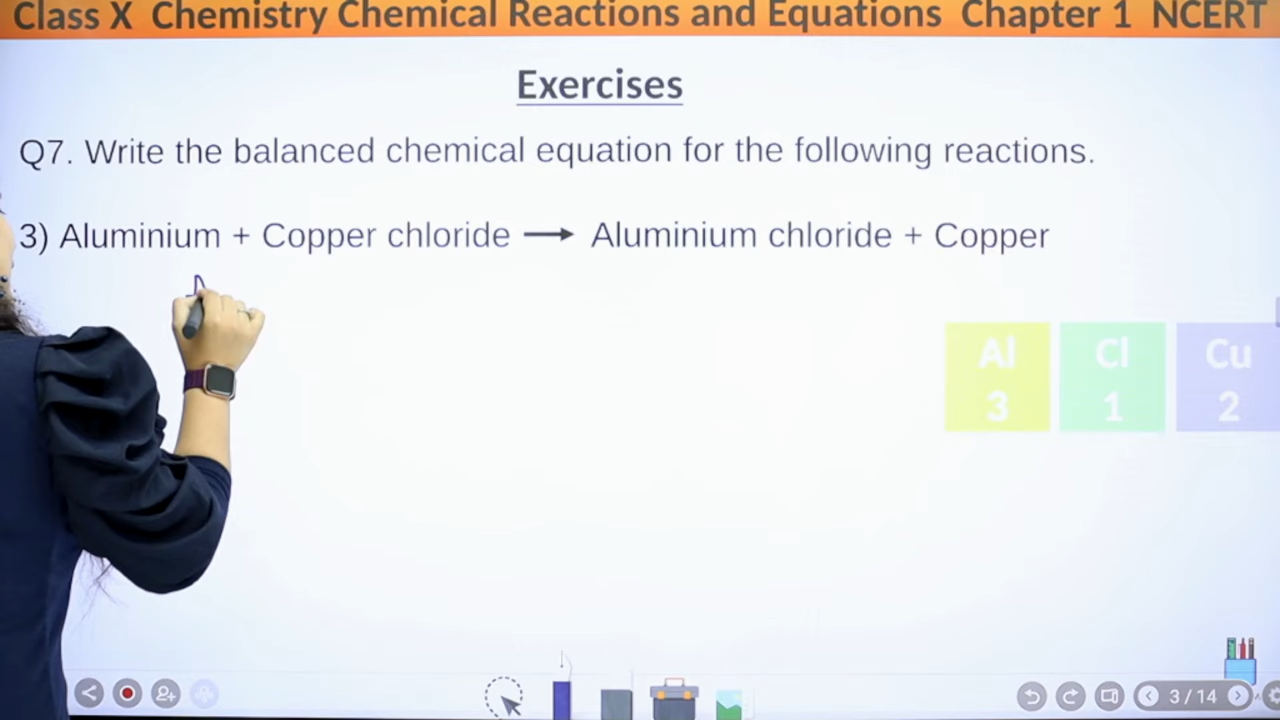 Class X Chemistry Chemical Reactions and Equations Chapter 1 NCERT
Exercises
Q7. Write the balanced chemical equation for the following reactions.
3) Aluminium + Copper chloride ⟶ Aluminium chloride + Copper
Al Cl Cu
3 1 2
3 / 14